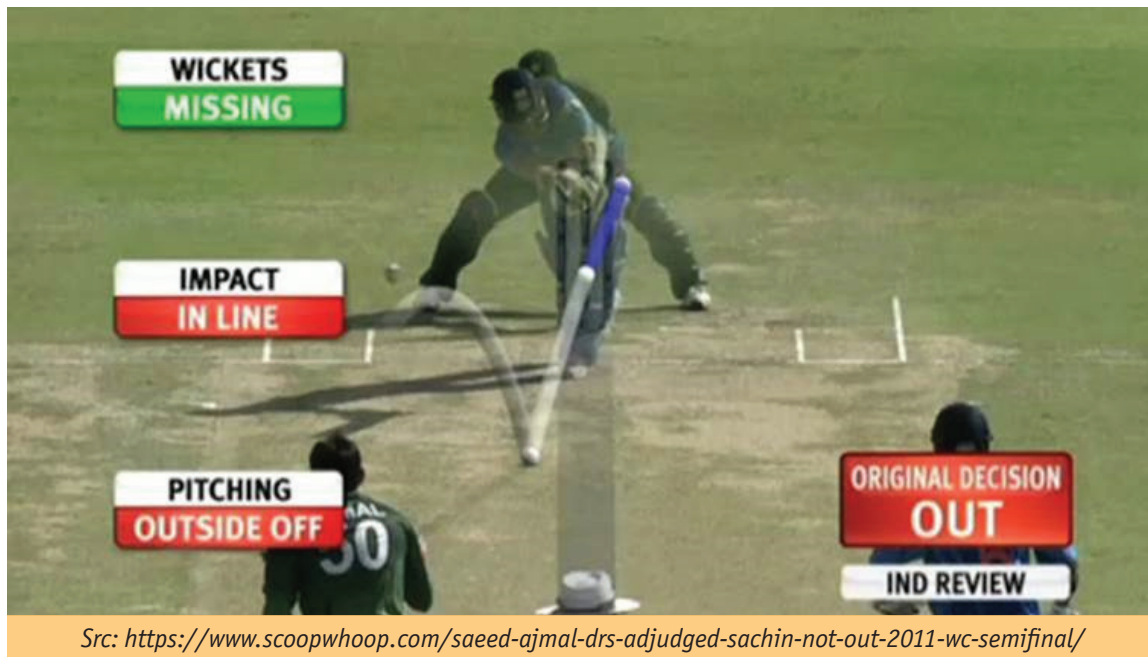 WICKETS
MISSING
IMPACT
IN LINE
PITCHING
OUTSIDE OFF
50
ORIGINAL DECISION
OUT
IND REVIEW
Src: https://www.scoopwhoop.com/saeed-ajmal-drs-adjudged-sachin-not-out-2011-wc-semifinal/